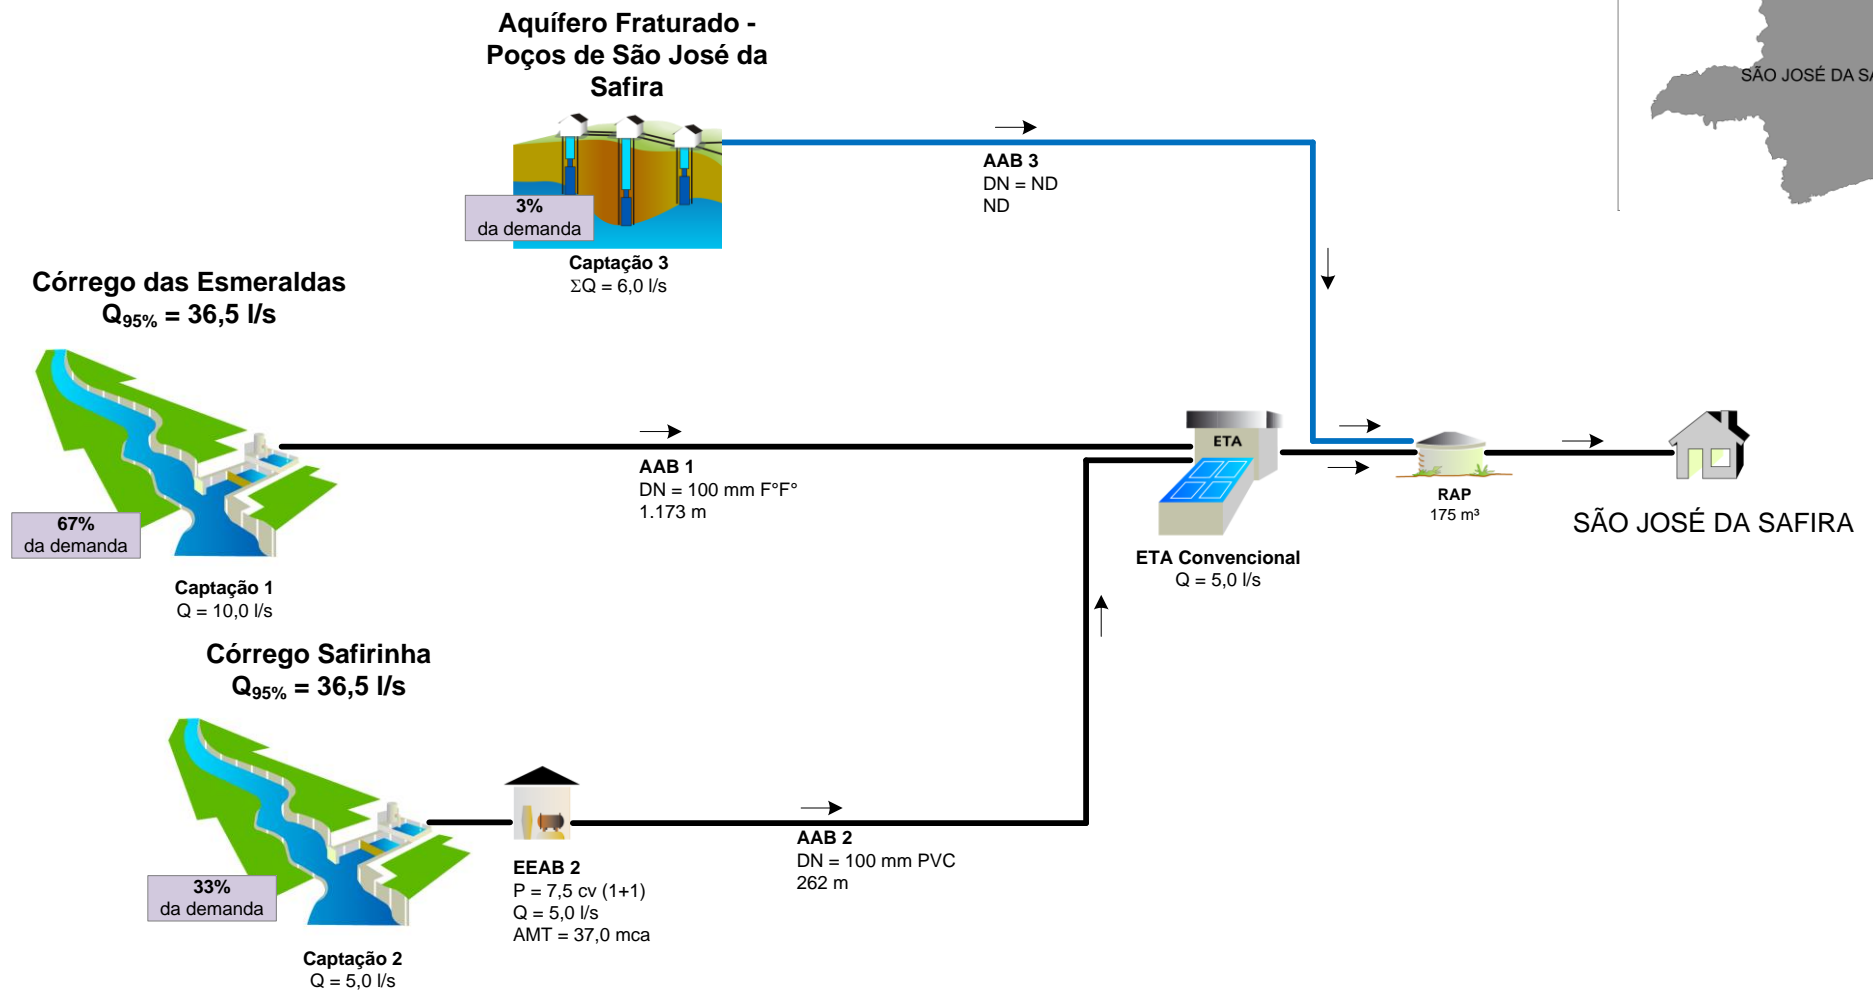 Aquífero Fraturado -
Poços de São José da
Safira
SÃO JOSÉ DA SA
AAB 3
DN = ND
ND
3%
da demanda
Captação 3
ΣQ = 6,0 l/s
Córrego das Esmeraldas
Q95% = 36,5 l/s
AAB 1
DN = 100 mm F°F°
1.173 m
67%
da demanda
Captação 1
Q = 10,0 l/s
ETA
ETA Convencional
Q = 5,0 l/s
RAP
175 m³
SÃO JOSÉ DA SAFIRA
Córrego Safirinha
Q95% = 36,5 l/s
33%
da demanda
Captação 2
Q = 5,0 l/s
EEAB 2
P = 7,5 cv (1+1)
Q = 5,0 l/s
AMT = 37,0 mca
AAB 2
DN = 100 mm PVC
262 m